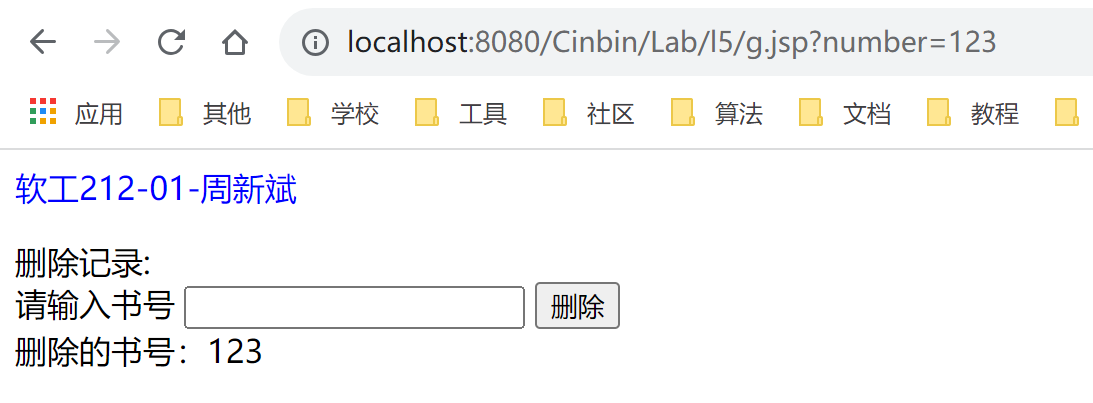 localhost:8080/Cinbin/Lab/l5/g.jsp?number=123
应用 其他 学校 工具 社区 算法 文档 教程
软工212-01-周新斌
删除记录:
请输入书号 删除
删除的书号：123